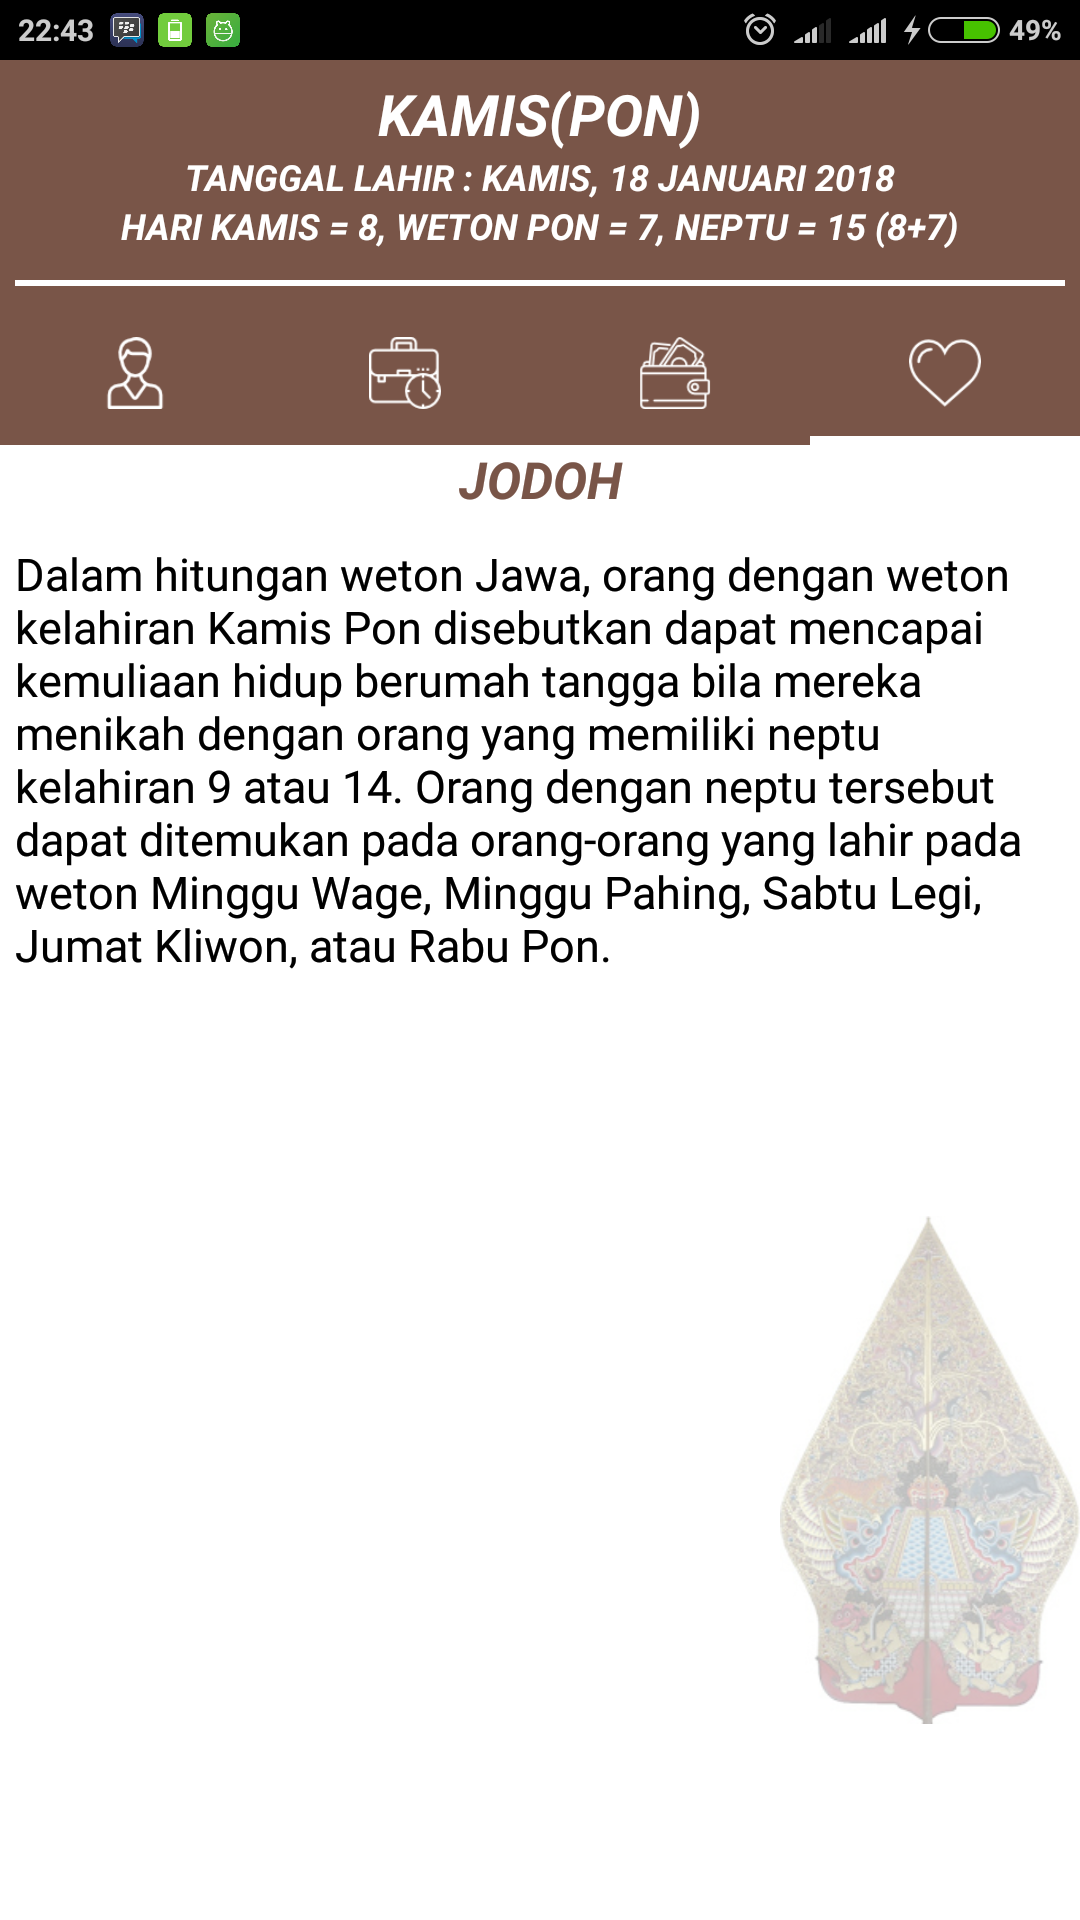 22:43 49%
KAMIS(PON)
TANGGAL LAHIR : KAMIS, 18 JANUARI 2018
HARI KAMIS = 8, WETON PON = 7, NEPTU = 15 (8+7)
JODOH
Dalam hitungan weton Jawa, orang dengan weton
kelahiran Kamis Pon disebutkan dapat mencapai
kemuliaan hidup berumah tangga bila mereka
menikah dengan orang yang memiliki neptu
kelahiran 9 atau 14. Orang dengan neptu tersebut
dapat ditemukan pada orang-orang yang lahir pada
weton Minggu Wage, Minggu Pahing, Sabtu Legi,
Jumat Kliwon, atau Rabu Pon.